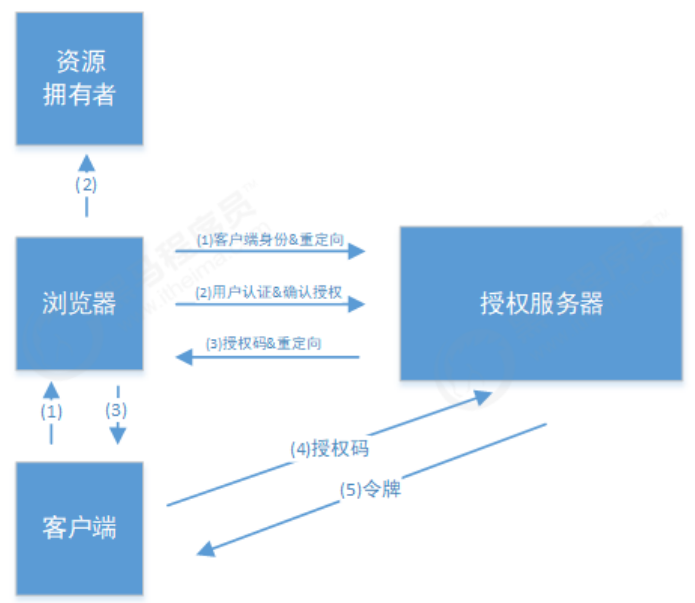 资源
拥有者
(2)
(1)客户端身份&重定向
(2)用户认证&确认授权
(3)授权码&重定向
浏览器
授权服务器
(1)
(3)
(4)授权码
(5)令牌
客户端